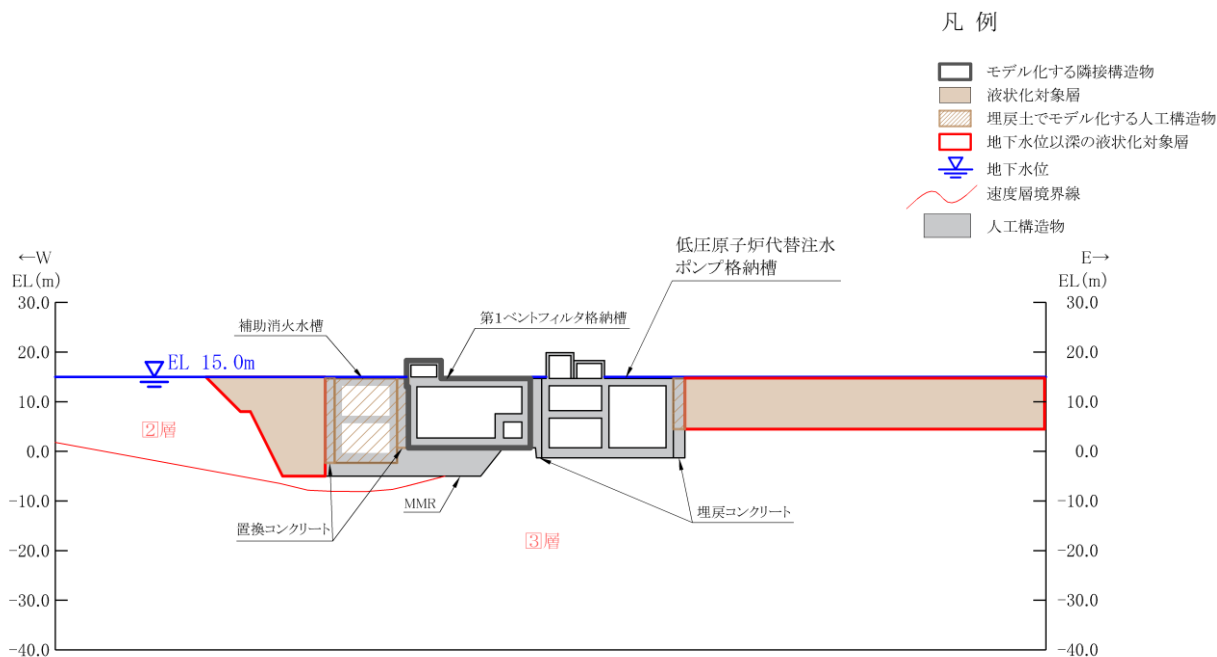 凡 例
モデル化する隣接構造物
液状化対象層
埋戻土でモデル化する人工構造物
地下水位以深の液状化対象層
地下水位
速度層境界線
人工構造物
低圧原子炉代替注水
ポンプ格納槽
←W
EL(m)
E→
EL(m)
30.0
20.0
10.0
0.0
-10.0
-20.0
-30.0
-40.0
補助消火水槽
第1ベントフィルタ格納槽
EL 15.0m
②層
置換コンクリート
MMR
埋戻コンクリート
③層
30.0
20.0
10.0
0.0
-10.0
-20.0
-30.0
-40.0